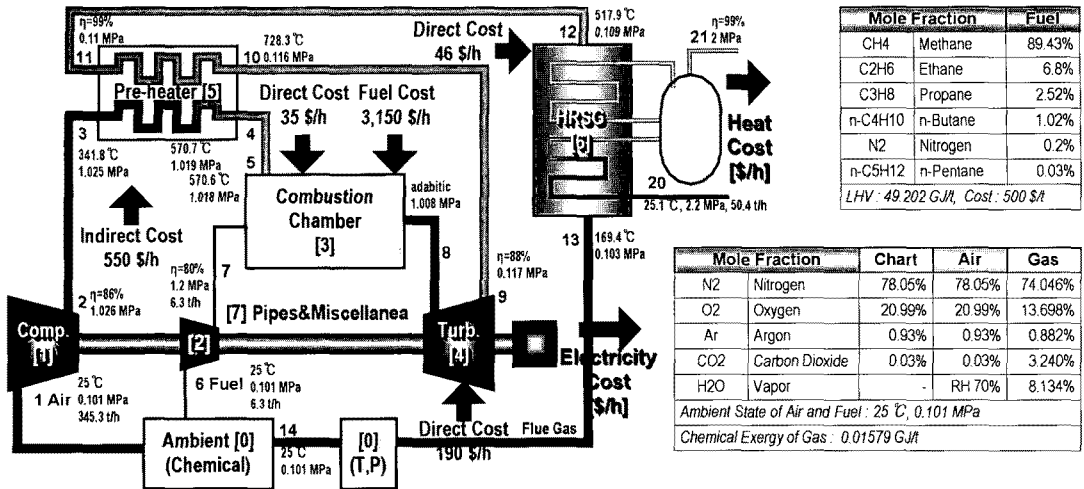 η=99%
0.11 MPa
11
728.3 ℃
10 0.116 MPa
Pre-heater [5]
3
341.8 ℃
1.025 MPa
4
570.7 ℃
1.019 MPa
5
570.6 ℃
1.018 MPa
Direct Cost
35 $/h
Fuel Cost
3,150 $/h
Combustion
Chamber
[3]
adabitic
1.008 MPa
Indirect Cost
550 $/h
7
η=80%
1.2 MPa
6.3 t/h
8
η=88%
0.117 MPa
9
2 η=86%
1.026 MPa
[7] Pipes&Miscellanea
Comp.
[1]
[2]
Turb.
[4]
25 ℃
0.101 MPa
345.3 t/h
1 Air
6 Fuel
25 ℃
0.101 MPa
6.3 t/h
Ambient [0]
(Chemical)
14
25 ℃
0.101 MPa
[0]
(T,P)
Direct Cost
190 $/h
Flue Gas
Electricity
Cost
[$/h]
Direct Cost
46 $/h
12
517.9 ℃
0.109 MPa
HRSG
[6]
η=99%
21 2 MPa
Heat
Cost
[$/h]
20
25.1 ℃, 2.2 MPa, 50.4 t/h
13
169.4 ℃
0.103 MPa
Mole Fraction Fuel
CH4 Methane 89.43%
C2H6 Ethane 6.8%
C3H8 Propane 2.52%
n-C4H10 n-Butane 1.02%
N2 Nitrogen 0.2%
n-C5H12 n-Pentane 0.03%
LHV : 49.202 GJ/t, Cost : 500 $/t
Mole Fraction Chart Air Gas
N2 Nitrogen 78.05% 78.05% 74.046%
O2 Oxygen 20.99% 20.99% 13.698%
Ar Argon 0.93% 0.93% 0.882%
CO2 Carbon Dioxide 0.03% 0.03% 3.240%
H2O Vapor - RH 70% 8.134%
Ambient State of Air and Fuel : 25 ℃, 0.101 MPa
Chemical Exergy of Gas : 0.01579 GJ/t